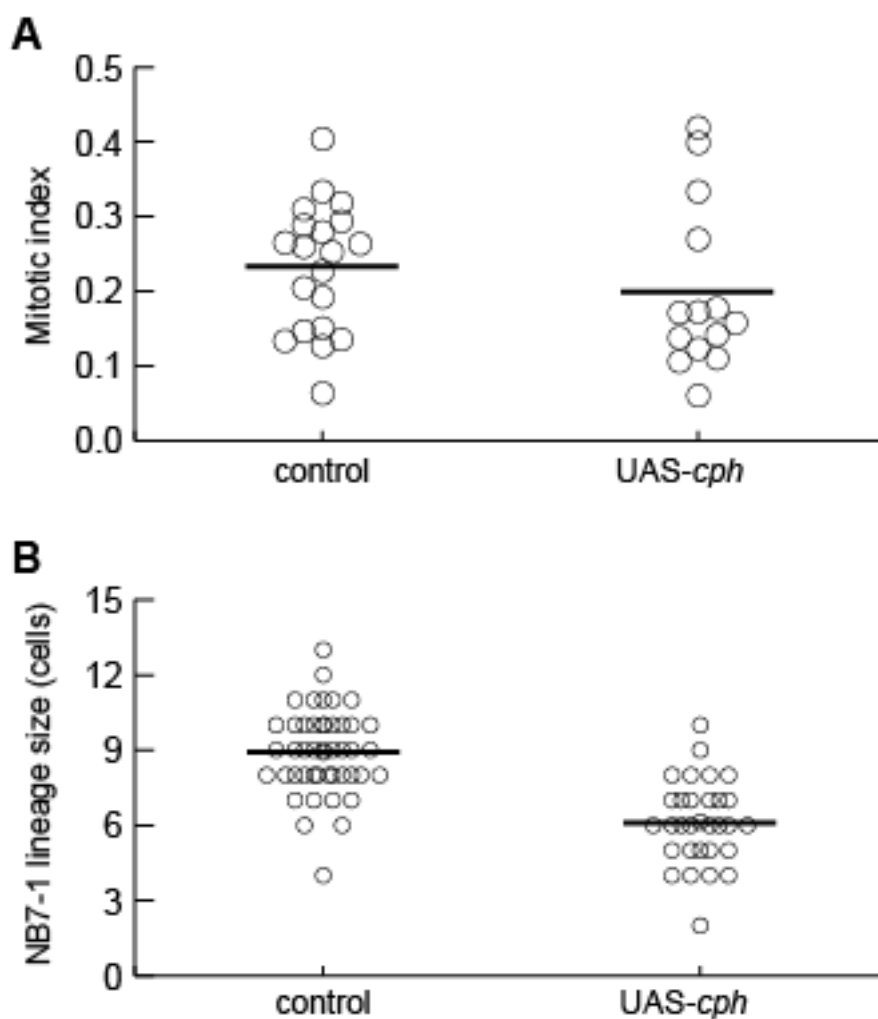 A
Mitotic index
0.5
0.4
0.3
0.2
0.1
0.0
control
UAS-cph
B
NB7-1 lineage size (cells)
15
12
9
6
3
0
control
UAS-cph